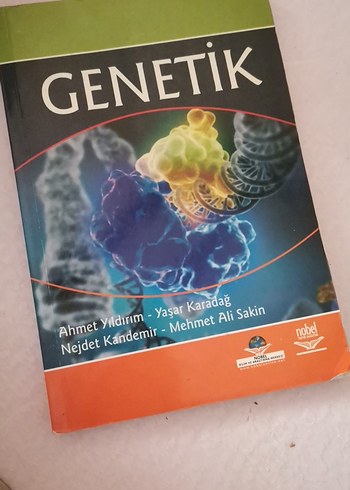 GENETİK
Ahmet Yıldırım - Yaşar Karadağ
Nejdet Kandemir - Mehmet Ali Sakin
nobel